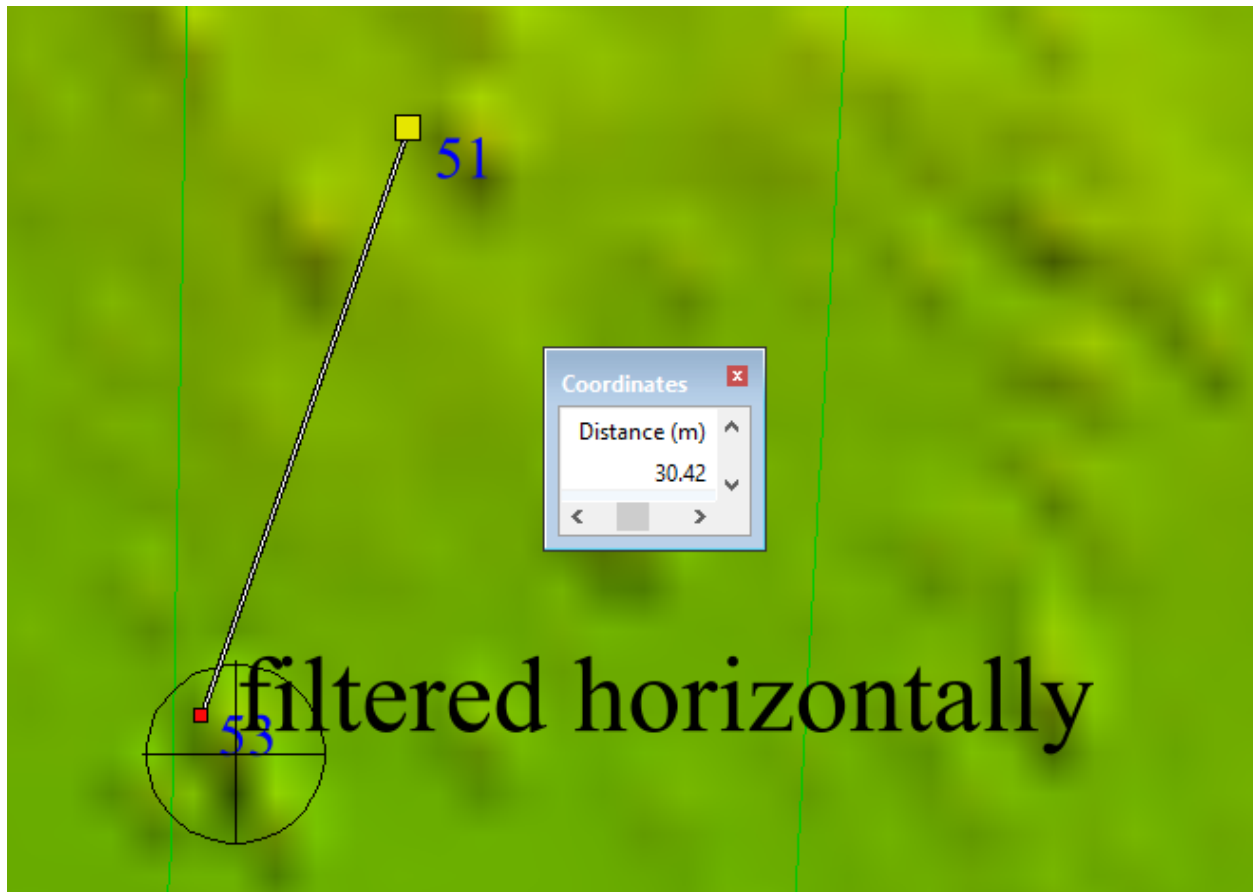 51
Coordinates
Distance (m)
30.42
filtered horizontally
53